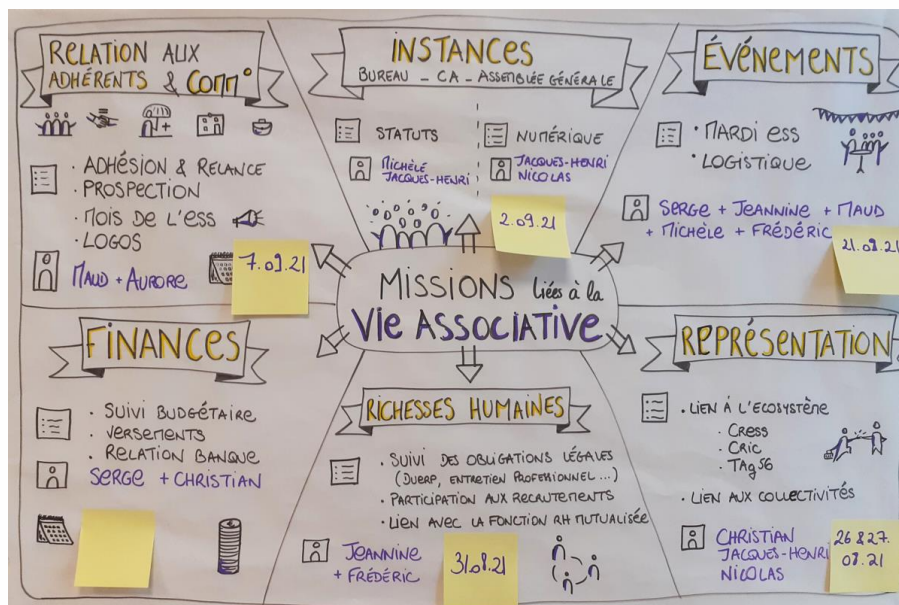 RELATION AUX
ADHÉRENTS & COMM°
· ADHÉSION & RELANCE
· PROSPECTION
· MOIS DE L'ESS
· LOGOS
MAUD + AURORE
7.09.21
INSTANCES
BUREAU _ CA _ ASSEMBLÉE GÉNÉRALE
STATUTS
MICHÈLE
JACQUES-HENRI
NUMÉRIQUE
JACQUES-HENRI
NICOLAS
2.09.21
ÉVÉNEMENTS
· MARDI ESS
· LOGISTIQUE
SERGE + JEANNINE + MAUD
+ MICHÈLE + FRÉDÉRIC
21.09.21
MISSIONS LIÉES À LA
VIE ASSOCIATIVE
FINANCES
· SUIVI BUDGÉTAIRE
· VERSEMENTS
· RELATION BANQUE
SERGE + CHRISTIAN
RICHESSES HUMAINES
· SUIVI DES OBLIGATIONS LÉGALES
(DUERP, ENTRETIEN PROFESSIONNEL ...)
· PARTICIPATION AUX RECRUTEMENTS
· LIEN AVEC LA FONCTION RH MUTUALISÉE
JEANNINE
+ FRÉDÉRIC
31.08.21
REPRÉSENTATION
· LIEN À L'ECOSYSTÈME
· CRESS
· CRIC
· TAG56
· LIEN AUX COLLECTIVITÉS
CHRISTIAN
JACQUES-HENRI
NICOLAS
26 & 27.
08.21